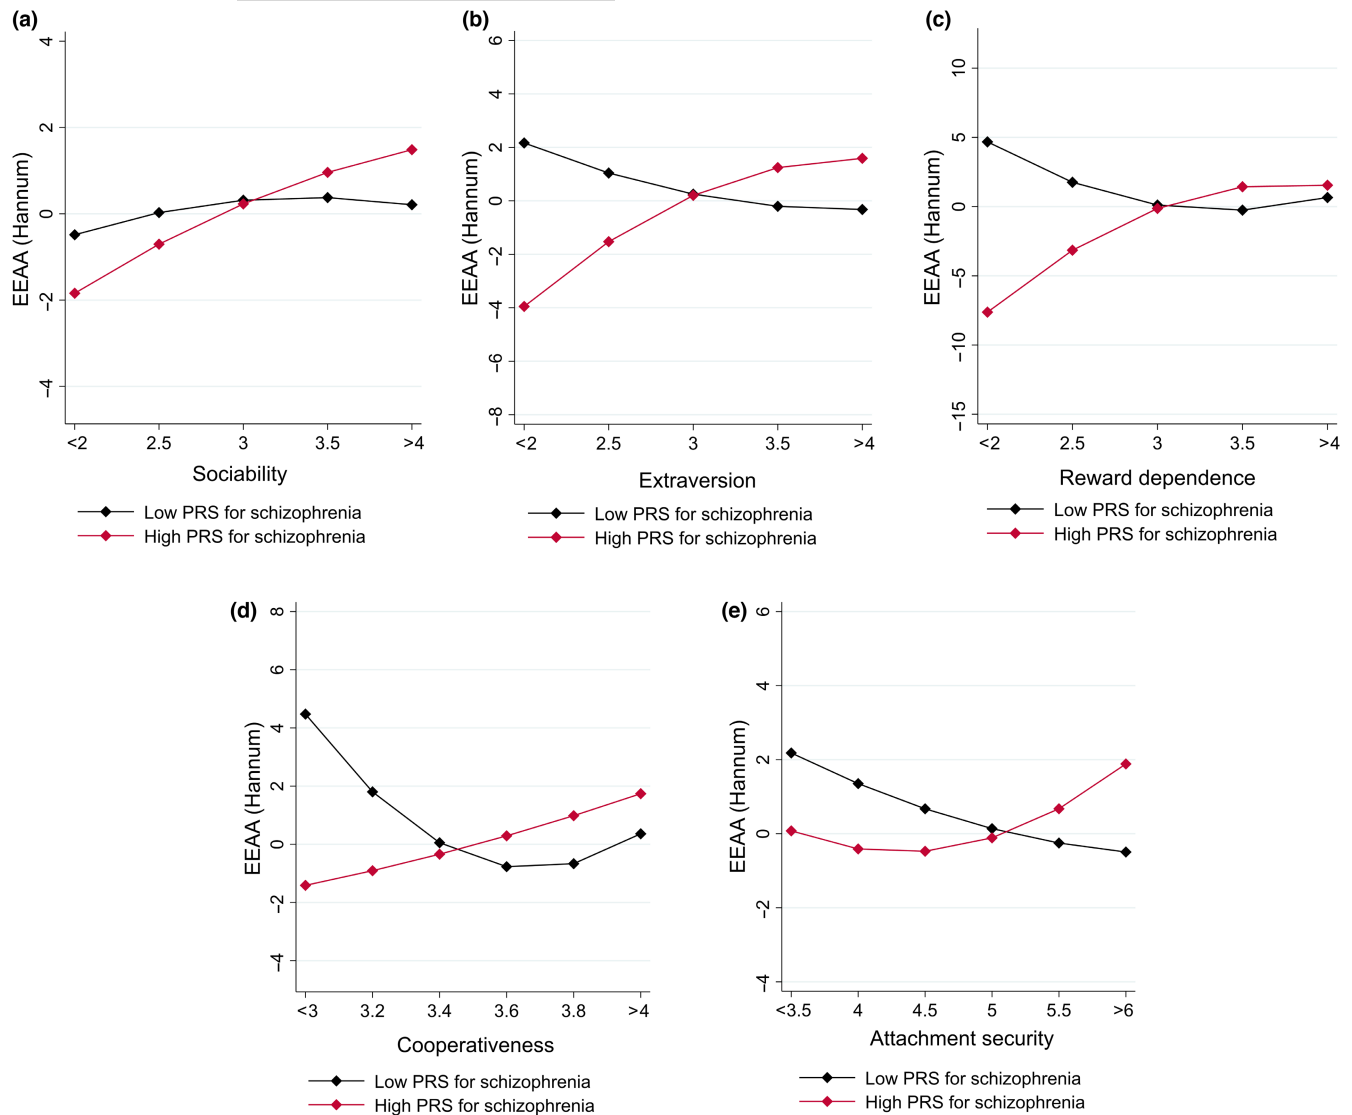 (a)
4
2
0
−2
−4
EEAA (Hannum)
<2 2.5 3 3.5 >4
Sociability
Low PRS for schizophrenia
High PRS for schizophrenia
(b)
6
4
2
0
−2
−4
−6
−8
EEAA (Hannum)
<2 2.5 3 3.5 >4
Extraversion
Low PRS for schizophrenia
High PRS for schizophrenia
(c)
10
5
0
−5
−10
−15
EEAA (Hannum)
<2 2.5 3 3.5 >4
Reward dependence
Low PRS for schizophrenia
High PRS for schizophrenia
(d)
8
6
4
2
0
−2
−4
EEAA (Hannum)
<3 3.2 3.4 3.6 3.8 >4
Cooperativeness
Low PRS for schizophrenia
High PRS for schizophrenia
(e)
6
4
2
0
−2
−4
EEAA (Hannum)
<3.5 4 4.5 5 5.5 >6
Attachment security
Low PRS for schizophrenia
High PRS for schizophrenia